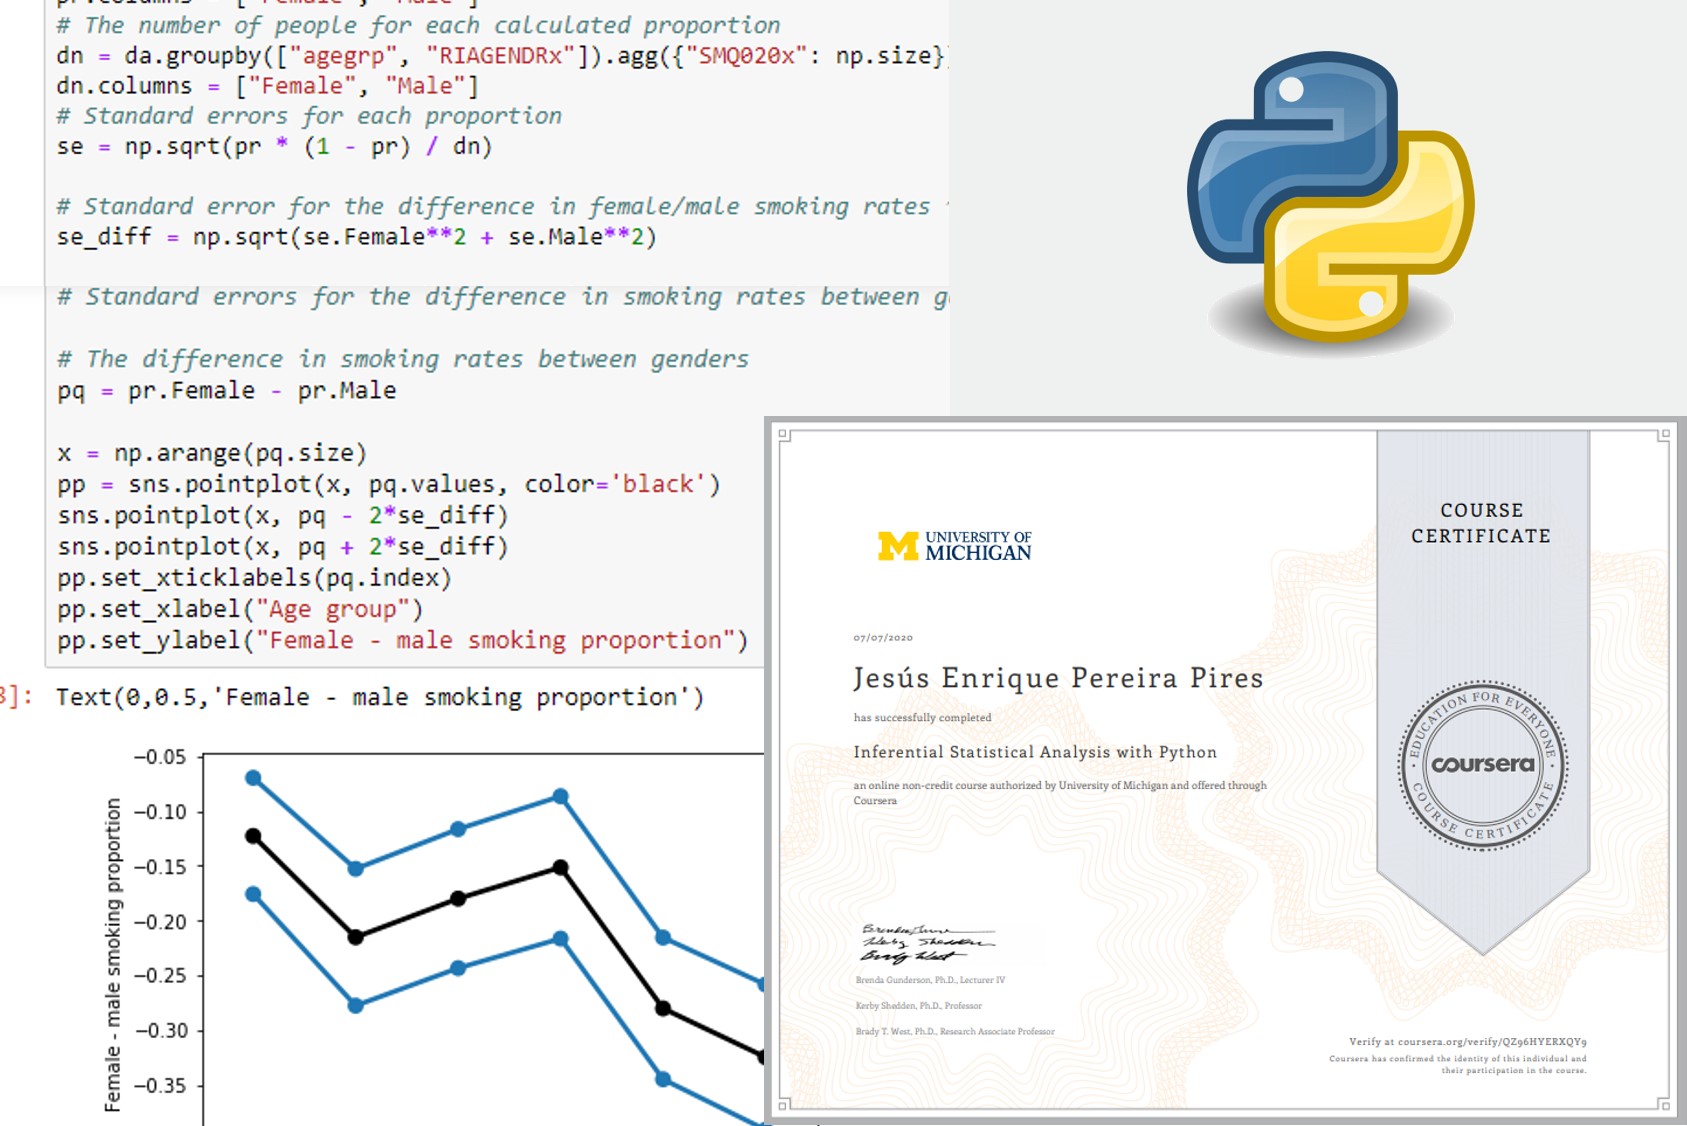 # The number of people for each calculated proportion
dn = da.groupby(["agegrp", "RIAGENDRx"]).agg({"SMQ020x": np.size}
dn.columns = ["Female", "Male"]
# Standard errors for each proportion
se = np.sqrt(pr * (1 - pr) / dn)
# Standard error for the difference in female/male smoking rates
se_diff = np.sqrt(se.Female**2 + se.Male**2)
# Standard errors for the difference in smoking rates between
# The difference in smoking rates between genders
pq = pr.Female - pr.Male
x = np.arange(pq.size)
pp = sns.pointplot(x, pq.values, color='black')
sns.pointplot(x, pq - 2*se_diff)
sns.pointplot(x, pq + 2*se_diff)
pp.set_xticklabels(pq.index)
pp.set_xlabel("Age group")
pp.set_ylabel("Female - male smoking proportion")
]: Text(0,0.5,'Female - male smoking proportion')
−0.05
−0.10
−0.15
−0.20
−0.25
−0.30
−0.35
Female - male smoking proportion
UNIVERSITY OF
MICHIGAN
COURSE
CERTIFICATE
07/07/2020
Jesús Enrique Pereira Pires
has successfully completed
Inferential Statistical Analysis with Python
an online non-credit course authorized by University of Michigan and offered through
Coursera
EDUCATION FOR EVERYONE
coursera
COURSE CERTIFICATE
Brenda Gunderson, Ph.D., Lecturer IV
Kerby Shedden, Ph.D., Professor
Brady T. West, Ph.D., Research Associate Professor
Verify at coursera.org/verify/QZ96HYERXQY9
Coursera has confirmed the identity of this individual and
their participation in the course.